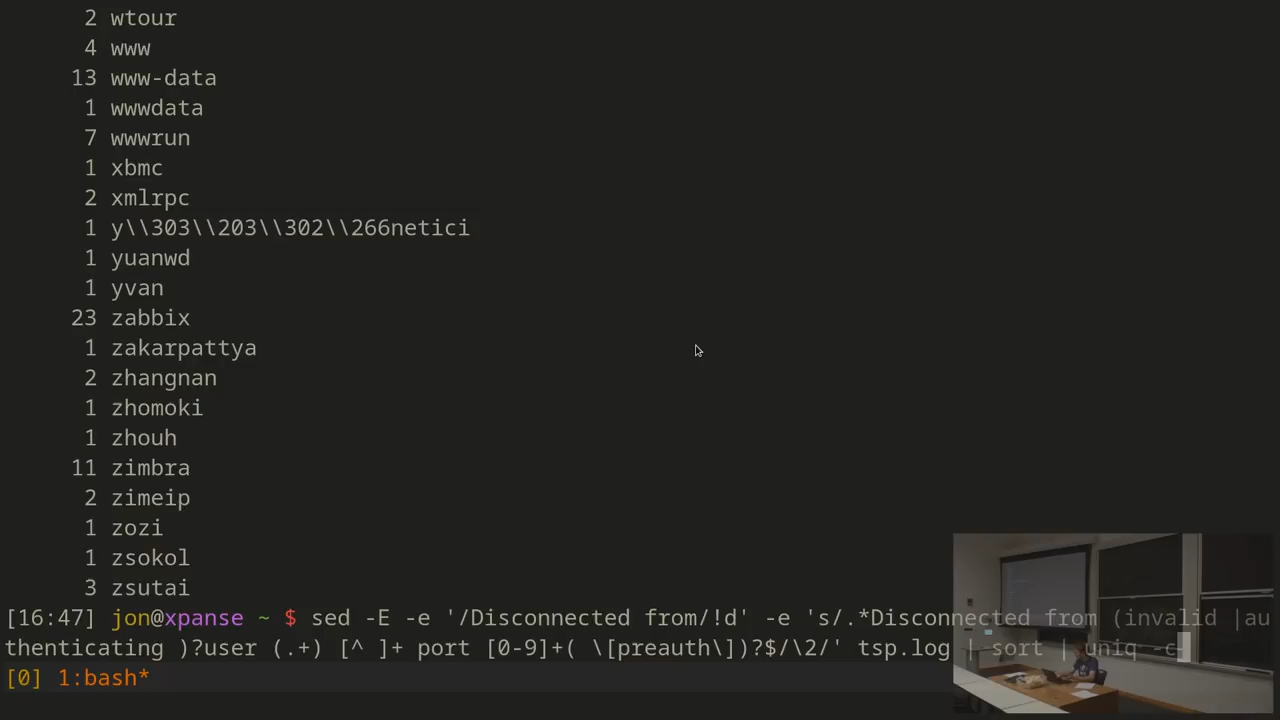 2 wtour
4 www
13 www-data
1 wwwdata
7 wwwrun
1 xbmc
2 xmlrpc
1 y\\303\\203\\302\\266netici
1 yuanwd
1 yvan
23 zabbix
1 zakarpattya
2 zhangnan
1 zhomoki
1 zhouh
11 zimbra
2 zimeip
1 zozi
1 zsokol
3 zsutai
[16:47] jon@xpanse ~ $ sed -E -e '/Disconnected from/!d' -e 's/.*Disconnected from (invalid |au
thenticating )?user (.+) [^ ]+ port [0-9]+( \[preauth\])?$/\2/' tsp.log | sort | uniq -c
[0] 1:bash*